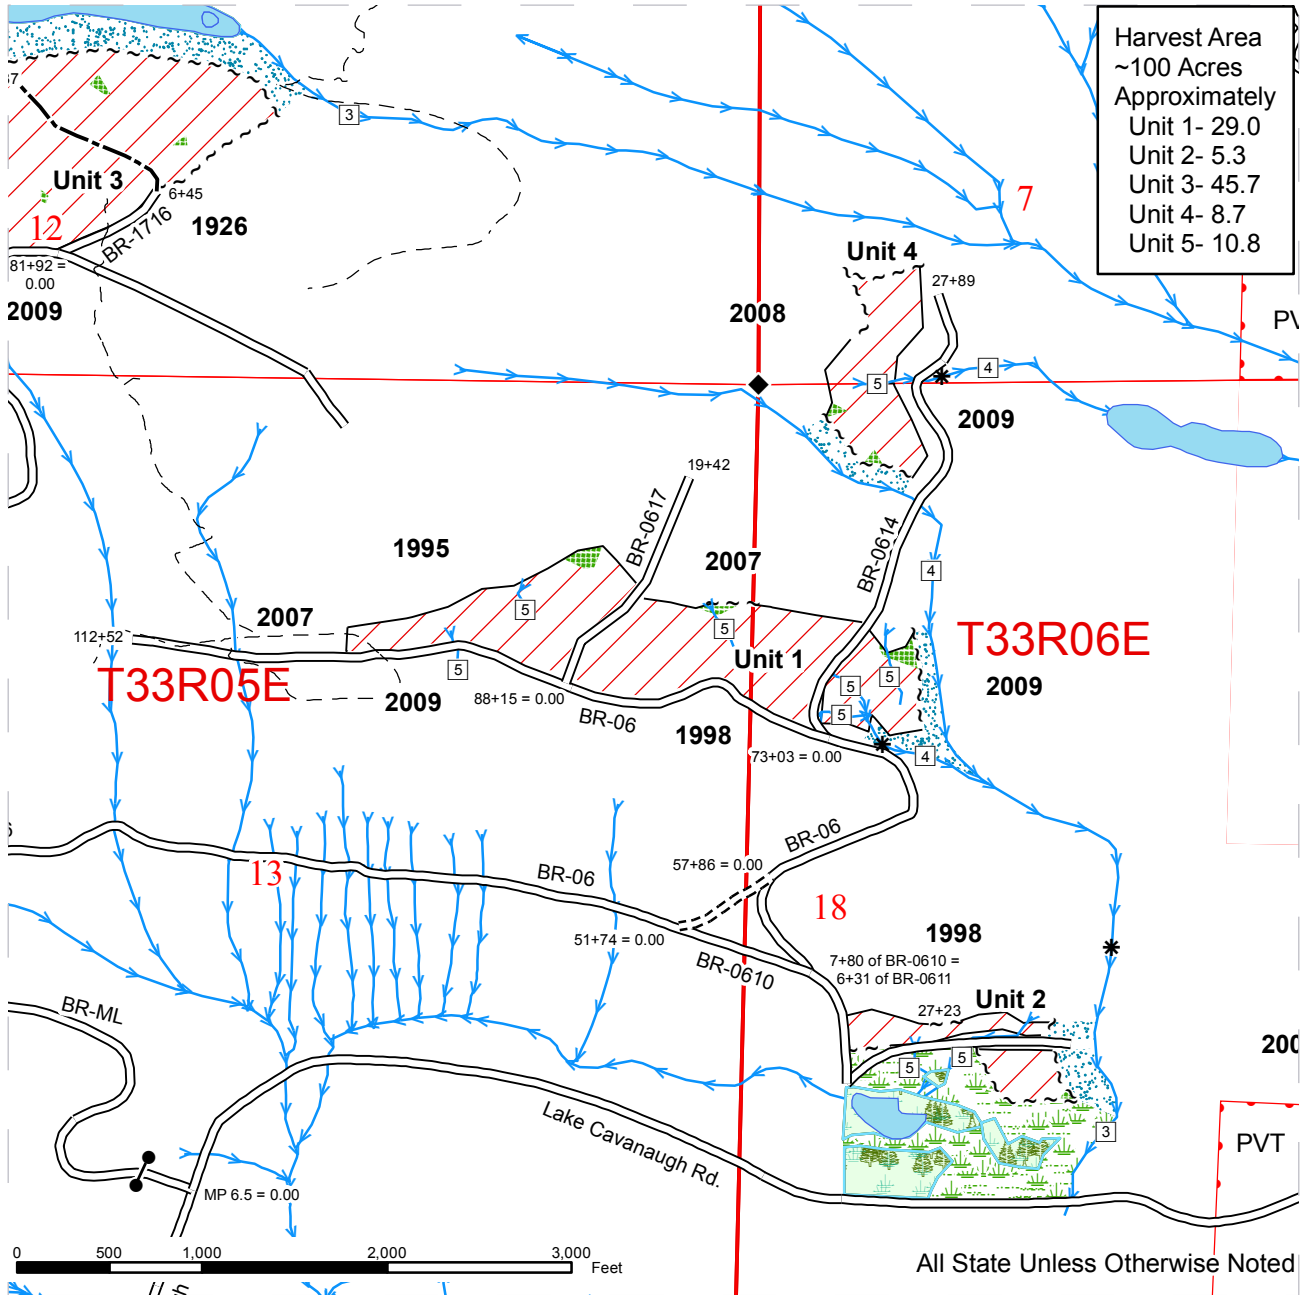 Harvest Area
~100 Acres
Approximately
Unit 1- 29.0
Unit 2- 5.3
Unit 3- 45.7
Unit 4- 8.7
Unit 5- 10.8
3
Unit 3
6+45
12
BR-1716
1926
7
81+92 =
0.00
2009
Unit 4
27+89
2008
PV
5
4
2009
19+42
BR-0617
1995
2007
BR-0614
4
5
2007
5
112+52
Unit 1
T33R06E
5
5
T33R05E
5
2009
88+15 = 0.00
BR-06
5
2009
1998
73+03 = 0.00
4
BR-06
57+86 = 0.00
13
BR-06
18
51+74 = 0.00
BR-0610
1998
7+80 of BR-0610 =
6+31 of BR-0611
BR-ML
27+23
Unit 2
200
5
5
Lake Cavanaugh Rd.
3
PVT
MP 6.5 = 0.00
0 500 1,000 2,000 3,000
Feet
All State Unless Otherwise Noted